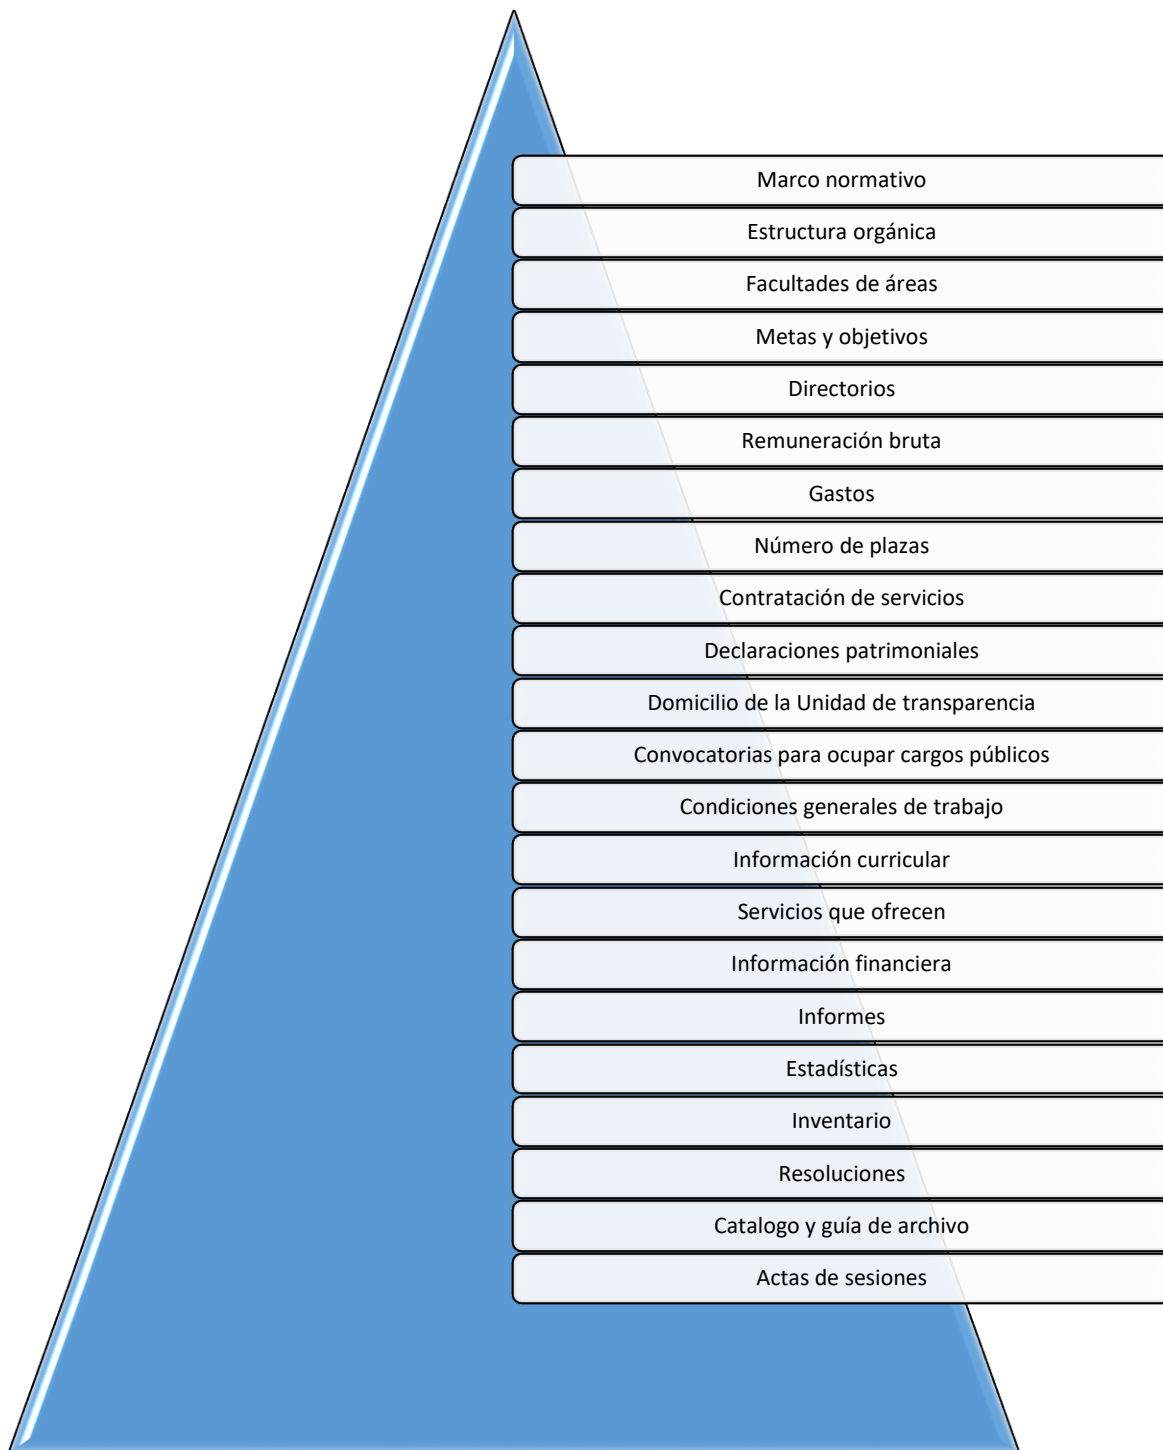 Marco normativo
Estructura orgánica
Facultades de áreas
Metas y objetivos
Directorios
Remuneración bruta
Gastos
Número de plazas
Contratación de servicios
Declaraciones patrimoniales
Domicilio de la Unidad de transparencia
Convocatorias para ocupar cargos públicos
Condiciones generales de trabajo
Información curricular
Servicios que ofrecen
Información financiera
Informes
Estadísticas
Inventario
Resoluciones
Catalogo y guía de archivo
Actas de sesiones